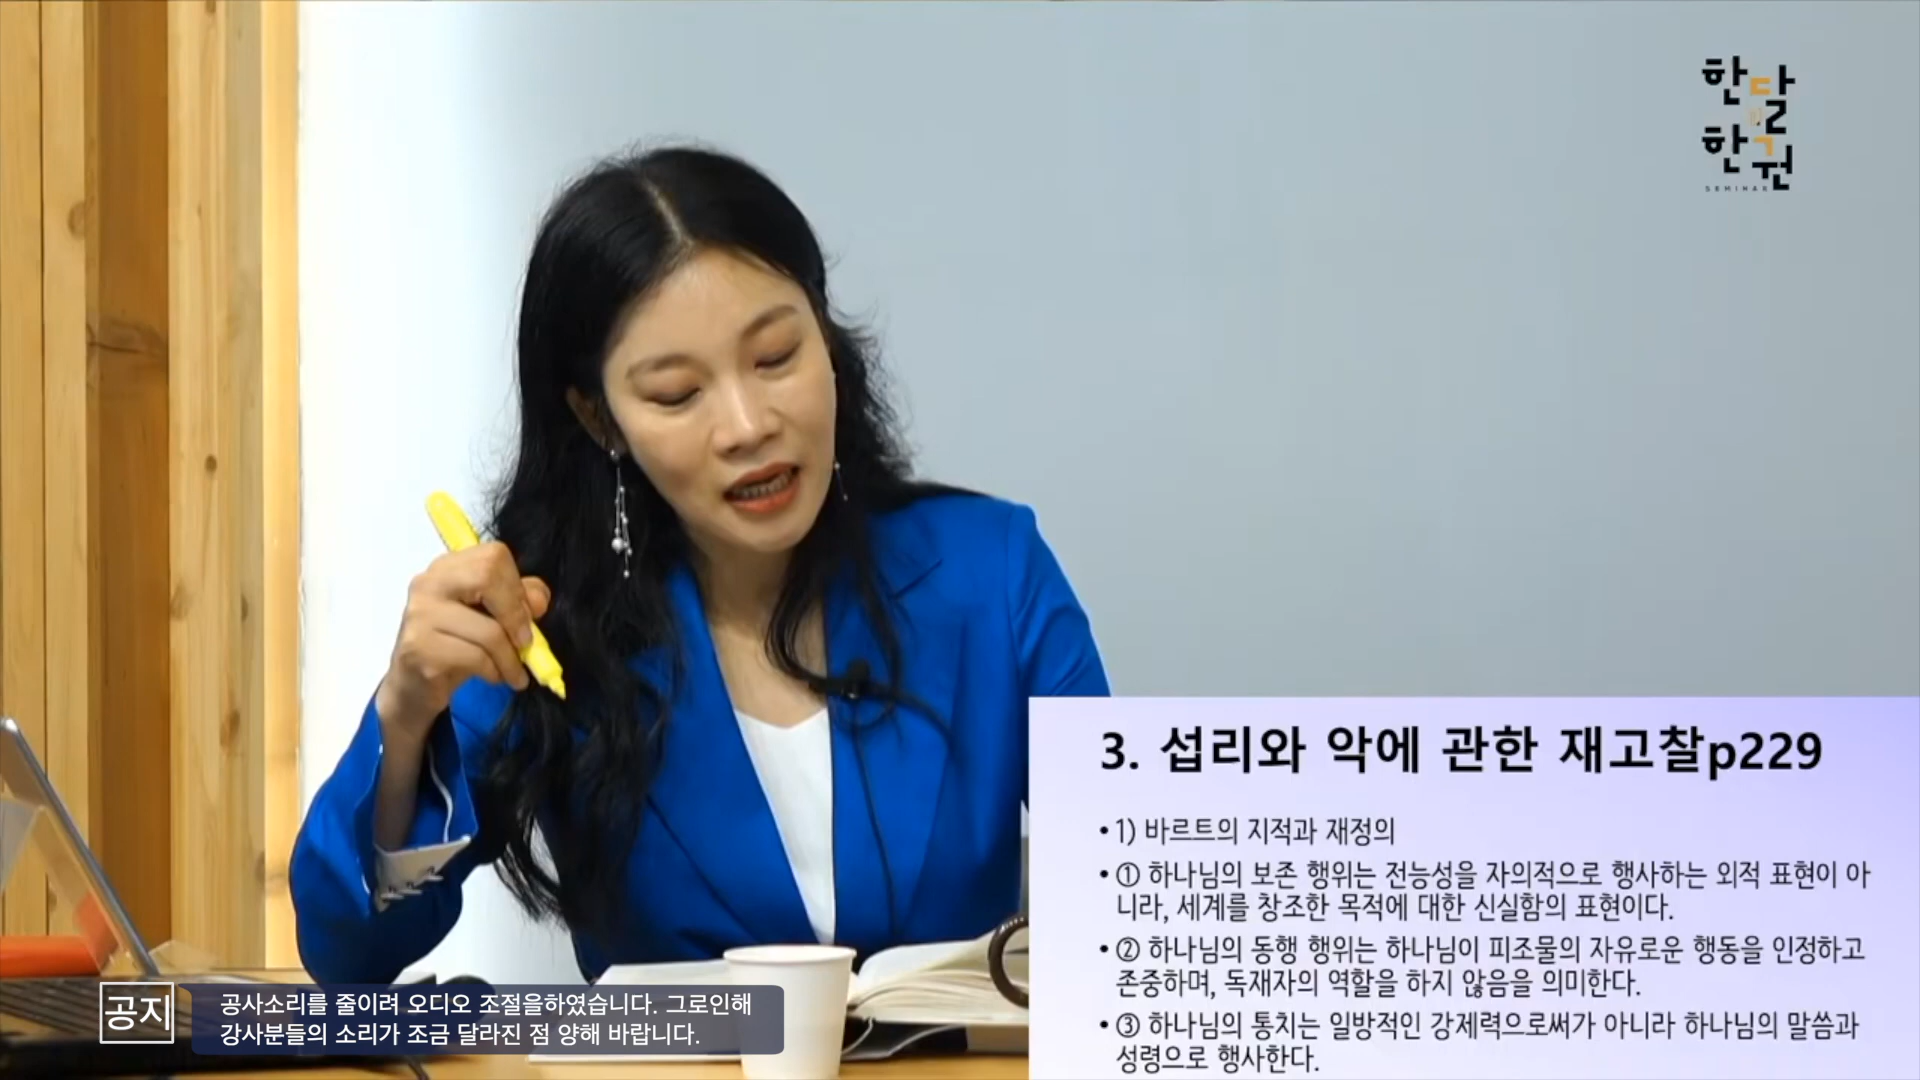 한달
한권
SEMINAR
3. 섭리와 악에 관한 재고찰p229
• 1) 바르트의 지적과 재정의
• ① 하나님의 보존 행위는 전능성을 자의적으로 행사하는 외적 표현이 아
니라, 세계를 창조한 목적에 대한 신실함의 표현이다.
• ② 하나님의 동행 행위는 하나님이 피조물의 자유로운 행동을 인정하고
존중하며, 독재자의 역할을 하지 않음을 의미한다.
• ③ 하나님의 통치는 일방적인 강제력으로써가 아니라 하나님의 말씀과
성령으로 행사한다.
공지
공사소리를 줄이려 오디오 조절을하였습니다. 그로인해
강사분들의 소리가 조금 달라진 점 양해 바랍니다.